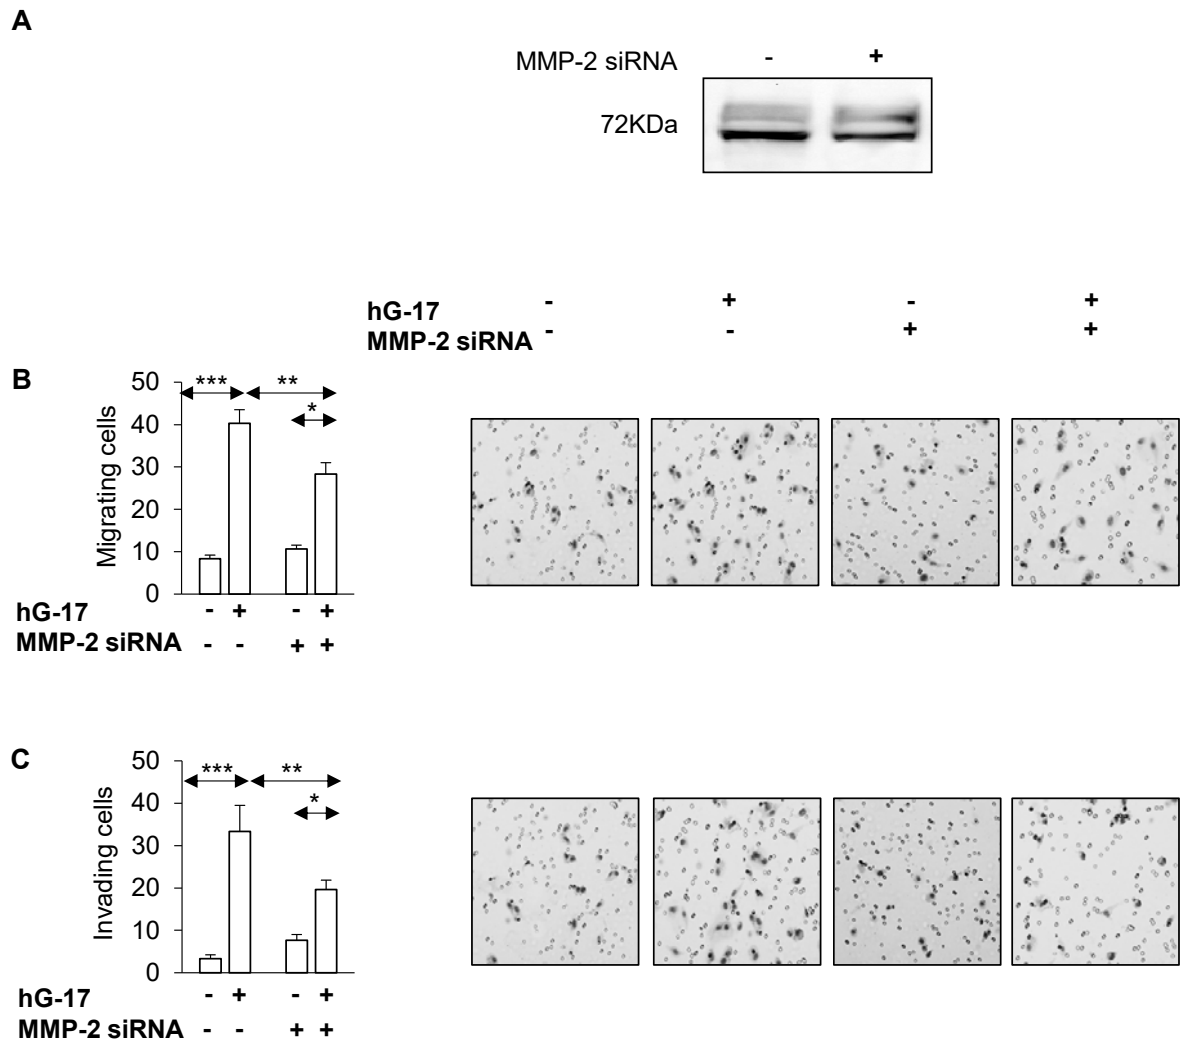 A
MMP-2 siRNA - +
72KDa
hG-17 - + - +
MMP-2 siRNA - - + +
B
Migrating cells
50
40
30
20
10
0
*** **
*
hG-17 - + - +
MMP-2 siRNA - - + +
C
Invading cells
50
40
30
20
10
0
*** **
*
hG-17 - + - +
MMP-2 siRNA - - + +